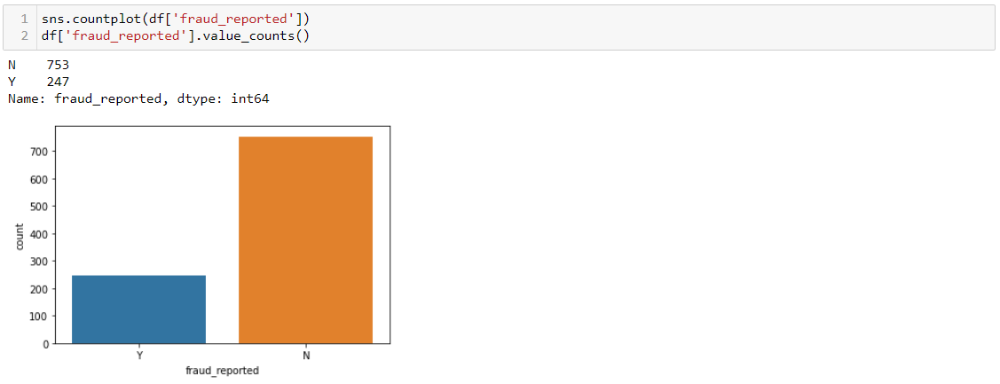 1 sns.countplot(df['fraud_reported'])
2 df['fraud_reported'].value_counts()
N    753
Y    247
Name: fraud_reported, dtype: int64
700
600
500
400
300
200
100
0
count
Y N
fraud_reported